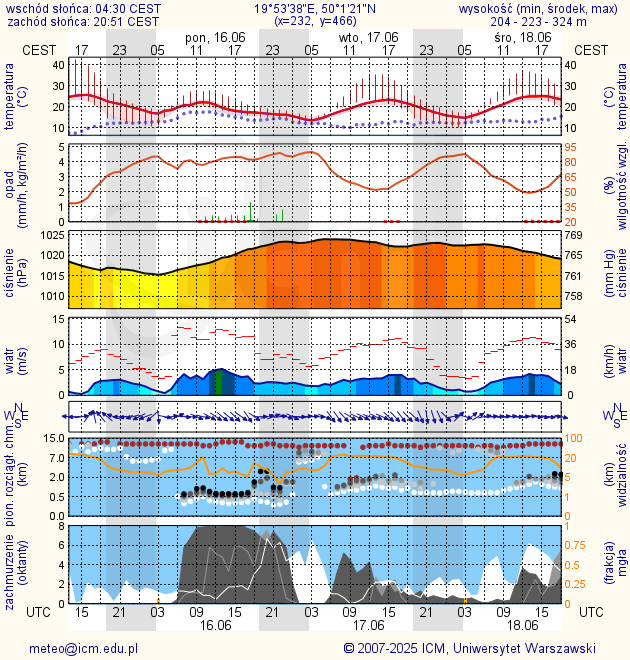 wschód słońca: 04:30 CEST 19°53'38"E, 50°1'21"N wysokość (min, środek, max)
zachód słońca: 20:51 CEST (x=232, y=466) 204 - 223 - 324 m
pon, 16.06 wto, 17.06 śro, 18.06
CEST 17 23 05 11 17 23 05 11 17 23 05 11 17 CEST
temperatura (°C) 40 30 20 10 40 30 20 10 (°C) temperatura
opad (mm/h, kg/m²/h) 5 4 3 2 1 0 95 80 65 50 35 20 (%) wilgotność wzgl.
ciśnienie (hPa) 1025 1020 1015 1010 769 765 761 758 (mm Hg) ciśnienie
wiatr (m/s) 15 10 5 0 54 36 18 0 (km/h) wiatr
N W E S N W E S
pion. rozciągł. chm. (km) 15.0 7.0 2.0 0.5 0.0 100 20 5 1 0 (km) widzialność
zachmurzenie (oktanty) 8 6 4 2 0 1 0.75 0.5 0.25 0 (frakcja) mgła
UTC 15 21 03 09 15 21 03 09 15 21 03 09 15 UTC
16.06 17.06 18.06
meteo@icm.edu.pl © 2007-2025 ICM, Uniwersytet Warszawski